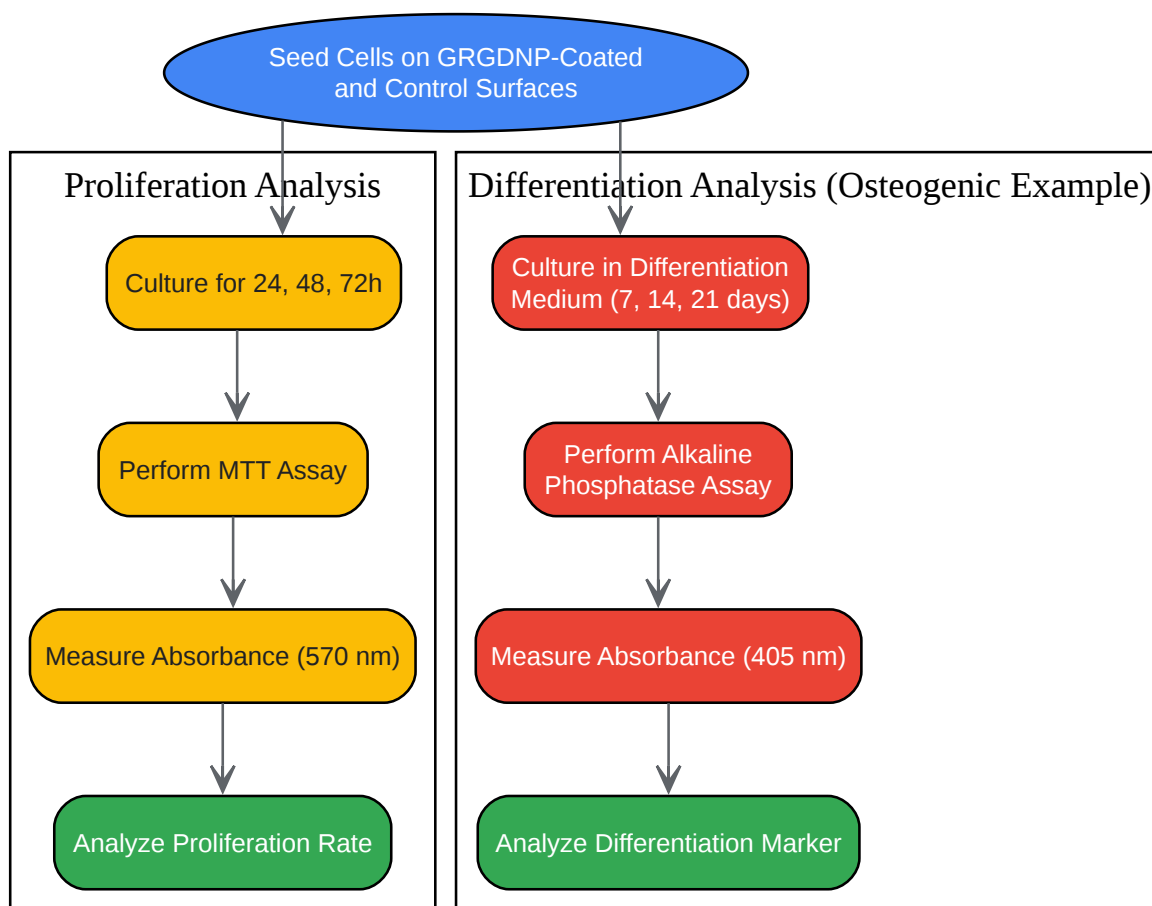 Seed Cells on GRGDNP-Coated
and Control Surfaces
Proliferation Analysis
Culture for 24, 48, 72h
Perform MTT Assay
Measure Absorbance (570 nm)
Analyze Proliferation Rate
Differentiation Analysis (Osteogenic Example)
Culture in Differentiation
Medium (7, 14, 21 days)
Perform Alkaline
Phosphatase Assay
Measure Absorbance (405 nm)
Analyze Differentiation Marker